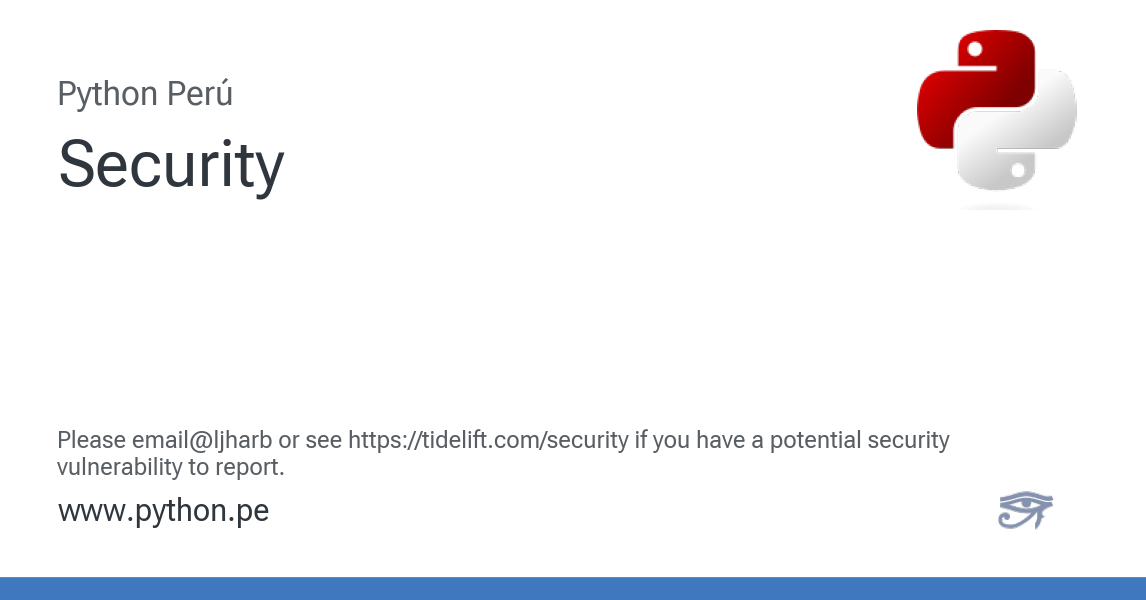 Python Perú
Security
Please email@ljharb or see https://tidelift.com/security if you have a potential security
vulnerability to report.
www.python.pe